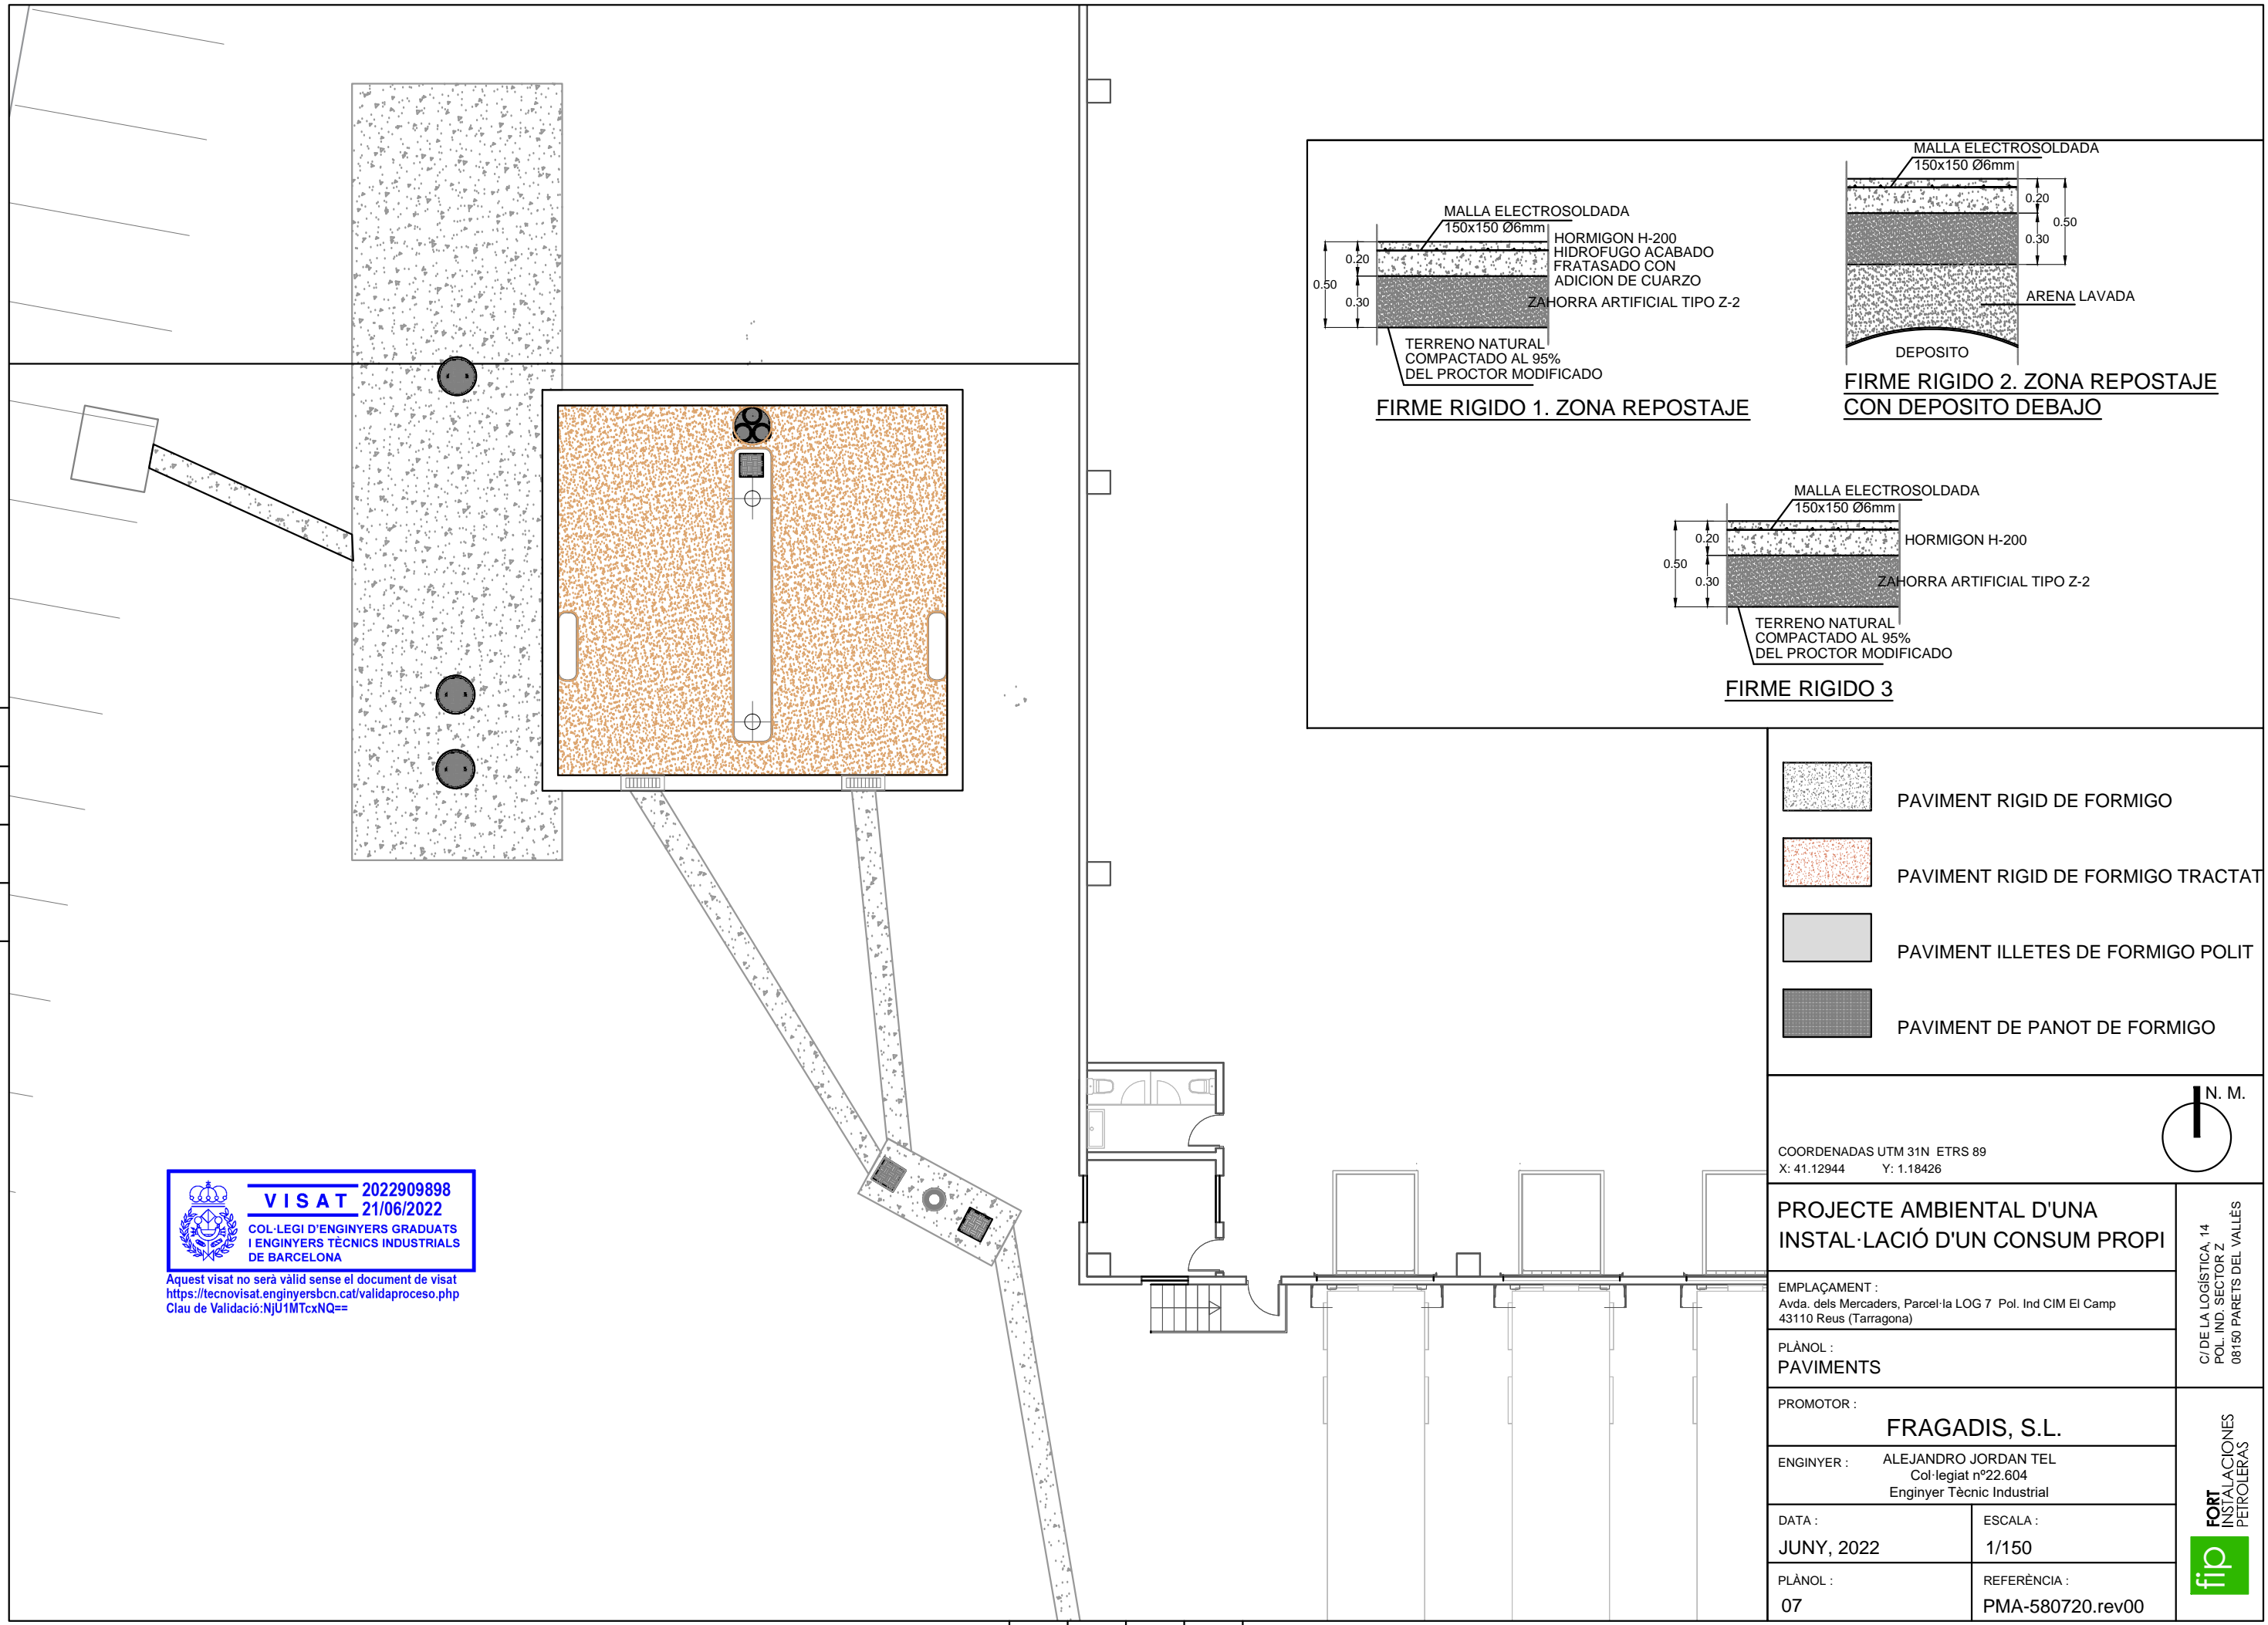 MALLA ELECTROSOLDADA
150x150 Ø6mm
HORMIGON H-200
HIDROFUGO ACABADO
FRATASADO CON
ADICION DE CUARZO
ZAHORRA ARTIFICIAL TIPO Z-2
0.20
0.50
0.30
TERRENO NATURAL
COMPACTADO AL 95%
DEL PROCTOR MODIFICADO
FIRME RIGIDO 1. ZONA REPOSTAJE
MALLA ELECTROSOLDADA
150x150 Ø6mm
0.20
0.50
0.30
ARENA LAVADA
DEPOSITO
FIRME RIGIDO 2. ZONA REPOSTAJE
CON DEPOSITO DEBAJO
MALLA ELECTROSOLDADA
150x150 Ø6mm
0.20
HORMIGON H-200
0.50
0.30
ZAHORRA ARTIFICIAL TIPO Z-2
TERRENO NATURAL
COMPACTADO AL 95%
DEL PROCTOR MODIFICADO
FIRME RIGIDO 3
PAVIMENT RIGID DE FORMIGO
PAVIMENT RIGID DE FORMIGO TRACTAT
PAVIMENT ILLETES DE FORMIGO POLIT
PAVIMENT DE PANOT DE FORMIGO
N. M.
COORDENADAS UTM 31N ETRS 89
X: 41.12944 Y: 1.18426
PROJECTE AMBIENTAL D'UNA
INSTAL·LACIÓ D'UN CONSUM PROPI
C/ DE LA LOGÍSTICA, 14
POL. IND. SECTOR Z
08150 PARETS DEL VALLÈS
EMPLAÇAMENT :
Avda. dels Mercaders, Parcel·la LOG 7 Pol. Ind CIM El Camp
43110 Reus (Tarragona)
PLÀNOL :
PAVIMENTS
PROMOTOR :
FRAGADIS, S.L.
ENGINYER :
ALEJANDRO JORDAN TEL
Col·legiat nº22.604
Enginyer Tècnic Industrial
DATA :
JUNY, 2022
ESCALA :
1/150
PLÀNOL :
07
REFERÈNCIA :
PMA-580720.rev00
FORT
INSTALACIONES
PETROLERAS
fip
VISAT
2022909898
21/06/2022
COL·LEGI D'ENGINYERS GRADUATS
I ENGINYERS TÈCNICS INDUSTRIALS
DE BARCELONA
Aquest visat no serà vàlid sense el document de visat
https://tecnovisat.enginyersbcn.cat/validaproceso.php
Clau de Validació:NjU1MTcxNQ==